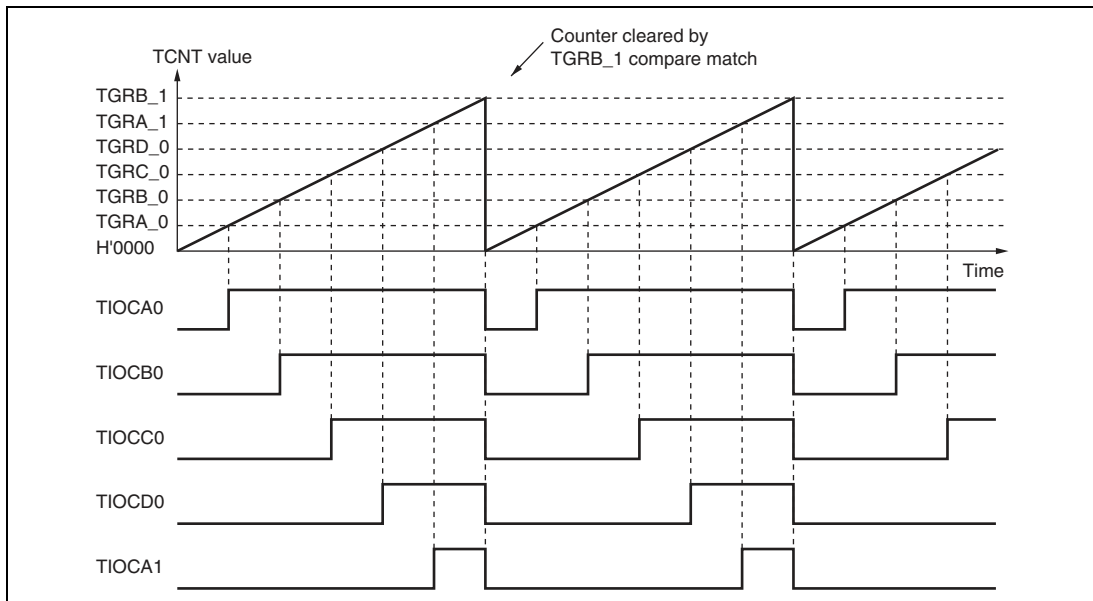 Counter cleared by
TGRB_1 compare match
TCNT value
TGRB_1
TGRA_1
TGRD_0
TGRC_0
TGRB_0
TGRA_0
H'0000
Time
TIOCA0
TIOCB0
TIOCC0
TIOCD0
TIOCA1